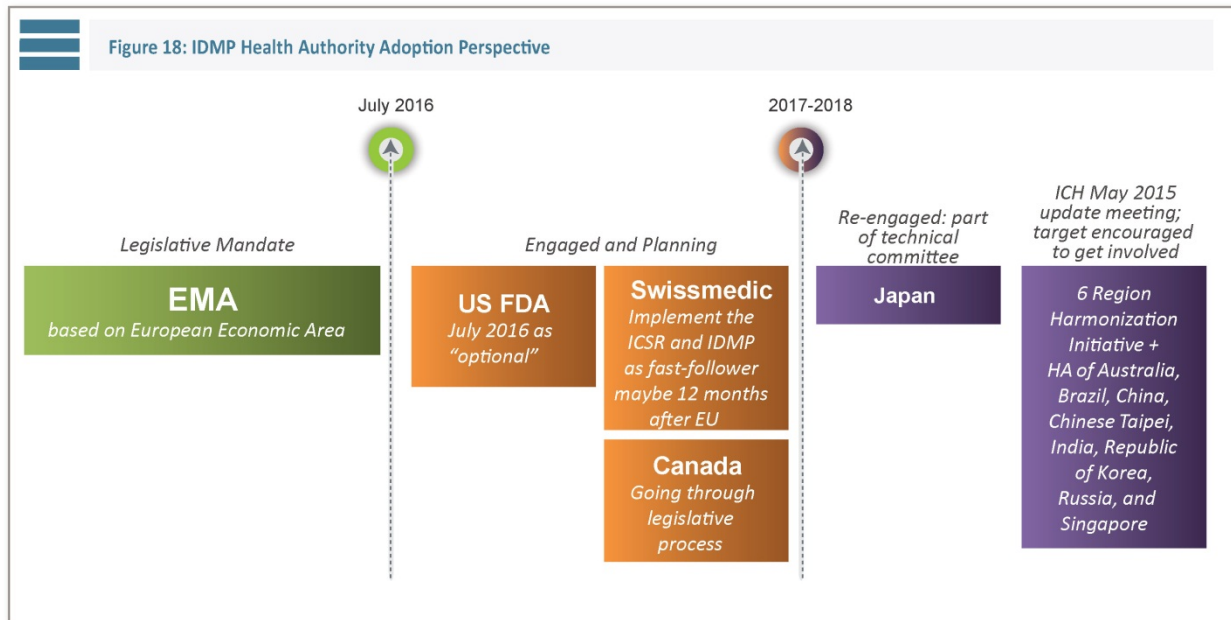 Figure 18: IDMP Health Authority Adoption Perspective
July 2016
2017-2018
Legislative Mandate
EMA
based on European Economic Area
Engaged and Planning
US FDA
July 2016 as
“optional”
Swissmedic
Implement the
ICSR and IDMP
as fast-follower
maybe 12 months
after EU
Canada
Going through
legislative
process
Re-engaged: part
of technical
committee
Japan
ICH May 2015
update meeting;
target encouraged
to get involved
6 Region
Harmonization
Initiative +
HA of Australia,
Brazil, China,
Chinese Taipei,
India, Republic
of Korea,
Russia, and
Singapore